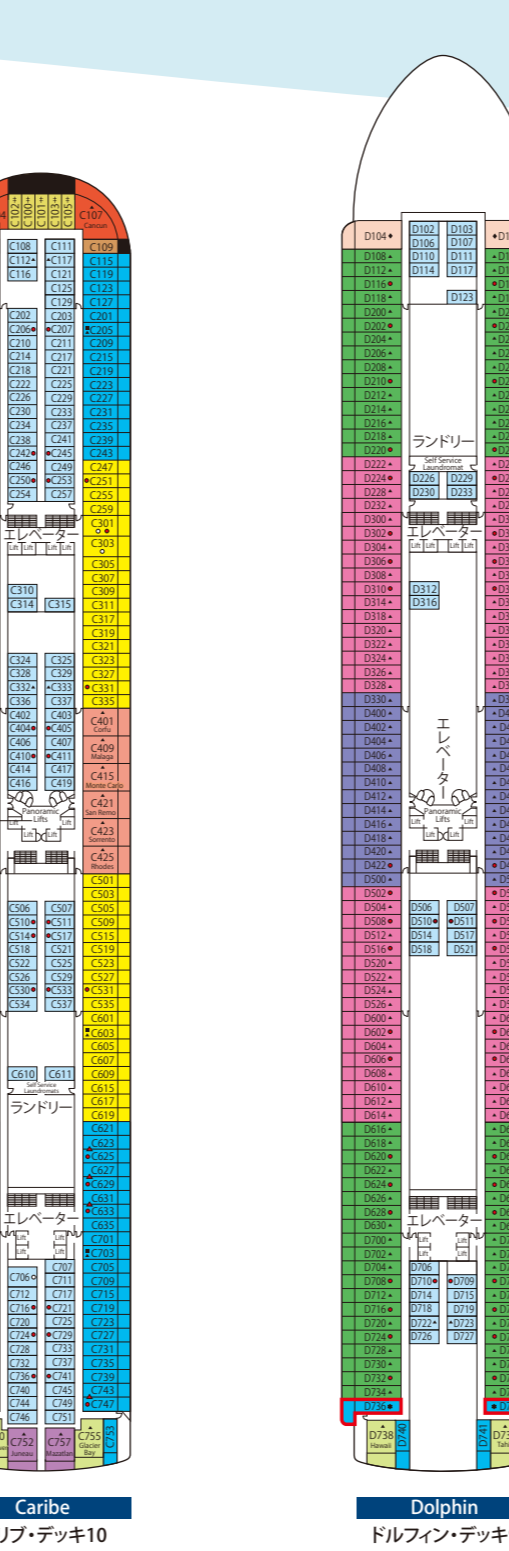 C102 C100 C101 C103 C105
C107
Cancun
C108 C111 C109
C112 C117 C115
C116 C121 C119
C125 C123
C129 C127
C202 C203 C201
C206 C207 C205
C210 C211 C209
C214 C217 C215
C218 C221 C219
C222 C225 C223
C226 C229 C227
C230 C233 C231
C234 C237 C235
C238 C241 C239
C242 C245 C243
C246 C249 C247
C250 C253 C251
C254 C257 C255
C259
エレベーター
Lift Lift Lift Lift
C301
C303
C305
C307
C310 C309
C314 C315 C311
C317
C319
C321
C324 C325 C323
C328 C329 C327
C332 C333 C331
C336 C337 C335
C402 C403 C401
Corfu
C404 C405
C406 C407 C409
Malaga
C410 C411
C414 C417 C415
Monte Carlo
C416 C419
Panoramic
Lifts
Lift Lift
Lift Lift
C421
San Remo
C423
Sorrento
C425
Rhodes
C501
C503
C506 C507 C505
C510 C511 C509
C514 C517 C515
C518 C521 C519
C522 C525 C523
C526 C529 C527
C530 C533 C531
C534 C537 C535
C601
C603
C605
C607
C610 C611 C609
Self Service
Laundromats
ランドリー
C615
C617
C619
C621
C623
C625
C627
C629
C631
C633
エレベーター
Lift Lift
Lift Lift
C635
C701
C703
C706 C707 C705
C711 C709
C712 C717 C715
C716 C721 C719
C720 C725 C723
C724 C729 C727
C728 C733 C731
C732 C737 C735
C736 C741 C739
C740 C745 C743
C744 C749 C747
C746 C751
C752 C757 C755 C753
Juneau Mazatlan Glacier
Bay
Caribe
リブ・デッキ10
D104 D102 D103
D106 D107
D108 D110 D111
D112 D114 D117
D116
D118 D123
D200
D202
D204
D206
D208
D210
D212
D214
D216
D218 ランドリー
D220
Self Service
Laundromat
D222
D224 D226 D229
D228 D230 D233
D232
D300
D302 エレベーター
D304 Lift Lift Lift Lift
D306
D308
D310 D312
D314 D316
D318
D320
D322
D324
D326
D328
D330
D400
D402
D404
D406
D408
D410
D412
D414
D416
D418
D420
D422
エレベーター
Panoramic
Lifts
Lift Lift
Lift Lift
D500
D502
D504 D506 D507
D508 D510 D511
D512 D514 D517
D516 D518 D521
D520
D522
D524
D526
D600
D602
D604
D606
D608
D610
D612
D614
D616
D618
D620
D622
D624
D626
D628
D630 エレベーター
D700 Lift Lift
D702 Lift Lift
D704 D706
D708 D710 D709
D712 D714 D715
D716 D718 D719
D720 D722 D723
D724 D726 D727
D728
D730
D732
D734
D736
D738 D740 D741
Hawaii
Dolphin
ドルフィン・デッキ